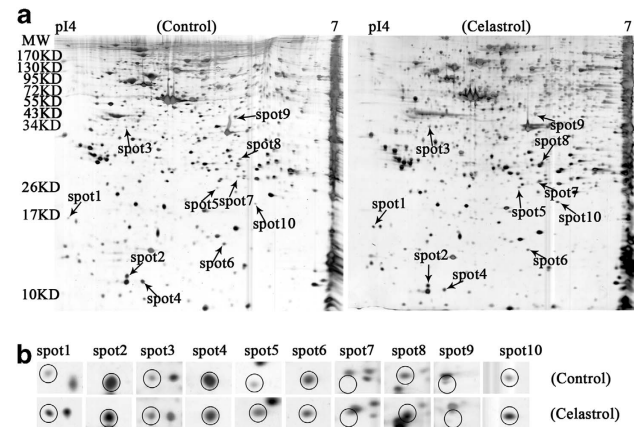 a
(Control)
(Celastrol)
pI4
7
pI4
7
MW
170KD
130KD
95KD
72KD
55KD
43KD
34KD
26KD
17KD
10KD
spot9
spot3
spot8
spot1
spot5
spot7
spot10
spot2
spot6
spot4
spot9
spot3
spot8
spot7
spot1
spot5
spot10
spot2
spot6
spot4
b
spot1 spot2 spot3 spot4 spot5 spot6 spot7 spot8 spot9 spot10
(Control)
(Celastrol)